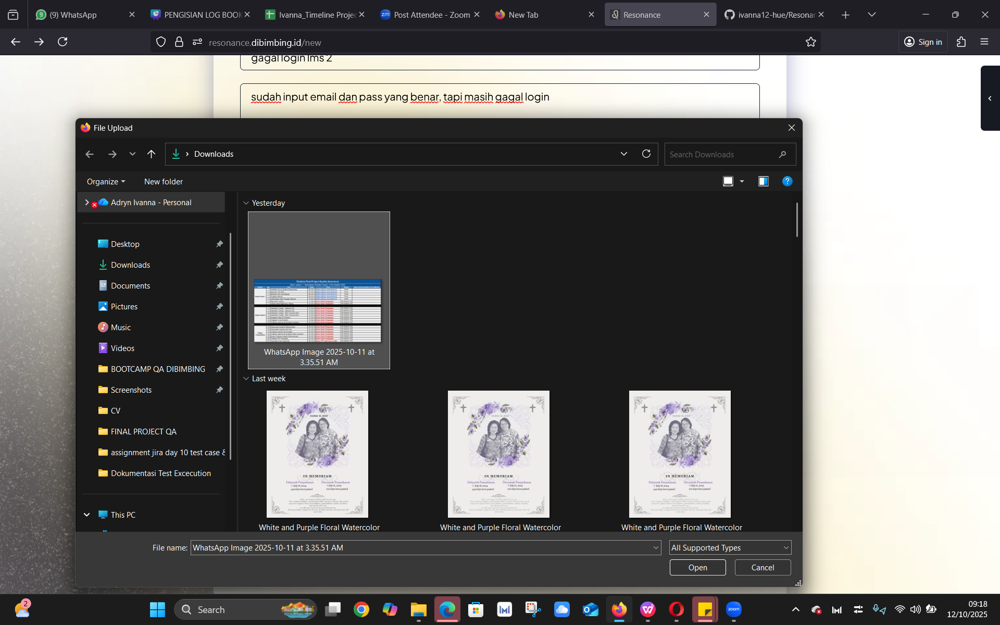 (9) WhatsApp
PENGISIAN LOG BOOK
Ivanna_Timeline Projec
Post Attendee - Zoom
New Tab
Resonance
ivanna12-hue/Resonan
resonance.dibimbing.id/new
Sign in
gagal login lms 2
sudah input email dan pass yang benar, tapi masih gagal login
File Upload
Downloads
Search Downloads
Organize
New folder
Adryn Ivanna - Personal
Desktop
Downloads
Documents
Pictures
Music
Videos
BOOTCAMP QA DIBIMBING
Screenshots
CV
FINAL PROJECT QA
assignment jira day 10 test case &
Dokumentasi Test Excecution
This PC
Yesterday
Timeline Final Project Quality Assurance
WhatsApp Image 2025-10-11 at
3.35.51 AM
Last week
IN MEMORIAM
IN MEMORIAM
IN MEMORIAM
White and Purple Floral Watercolor
White and Purple Floral Watercolor
White and Purple Floral Watercolor
File name:
WhatsApp Image 2025-10-11 at 3.35.51 AM
All Supported Types
Open
Cancel
2
Search
zoom
09:18
12/10/2025